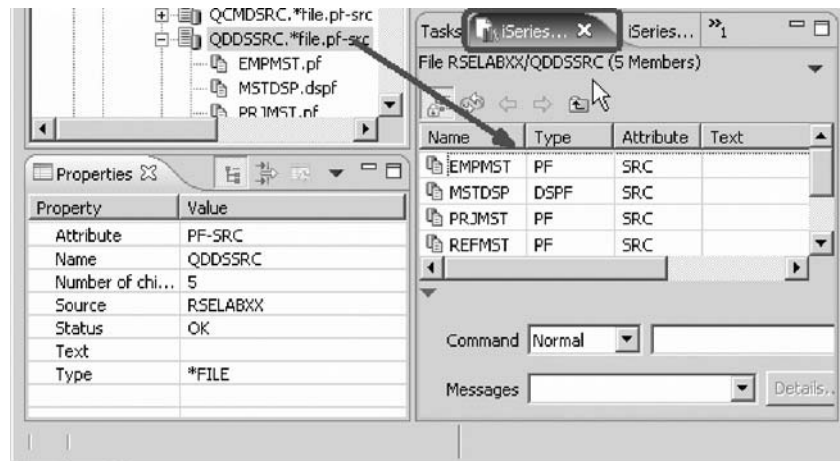 QCMDSRC.*file.pf-src
QDDSSRC.*file.pf-src
EMPMST.pf
MSTDSP.dspf
PRJMST.pf
Properties
Property Value
Attribute PF-SRC
Name QDDSSRC
Number of chi... 5
Source RSELABXX
Status OK
Text
Type *FILE
Tasks iSeries... iSeries... »1
File RSELABXX/QDDSSRC (5 Members)
Name Type Attribute Text
EMPMST PF SRC
MSTDSP DSPF SRC
PRJMST PF SRC
REFMST PF SRC
Command Normal
Messages Details..